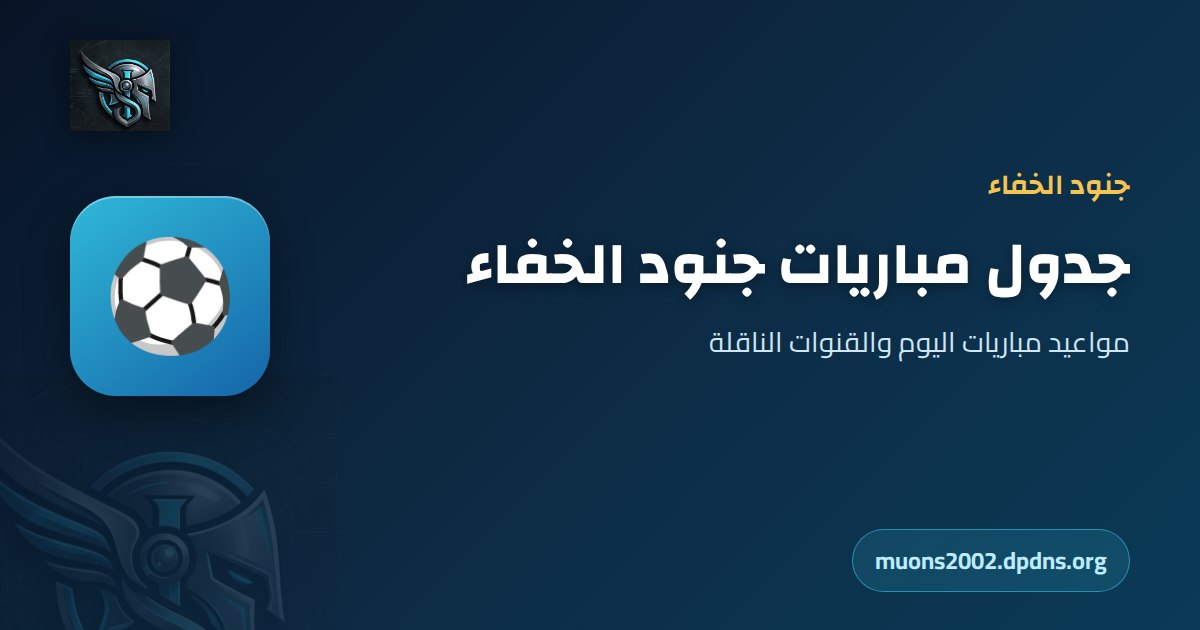 جنود الخفاء
جدول مباريات جنود الخفاء
مواعيد مباريات اليوم والقنوات الناقلة
muons2002.dpdns.org